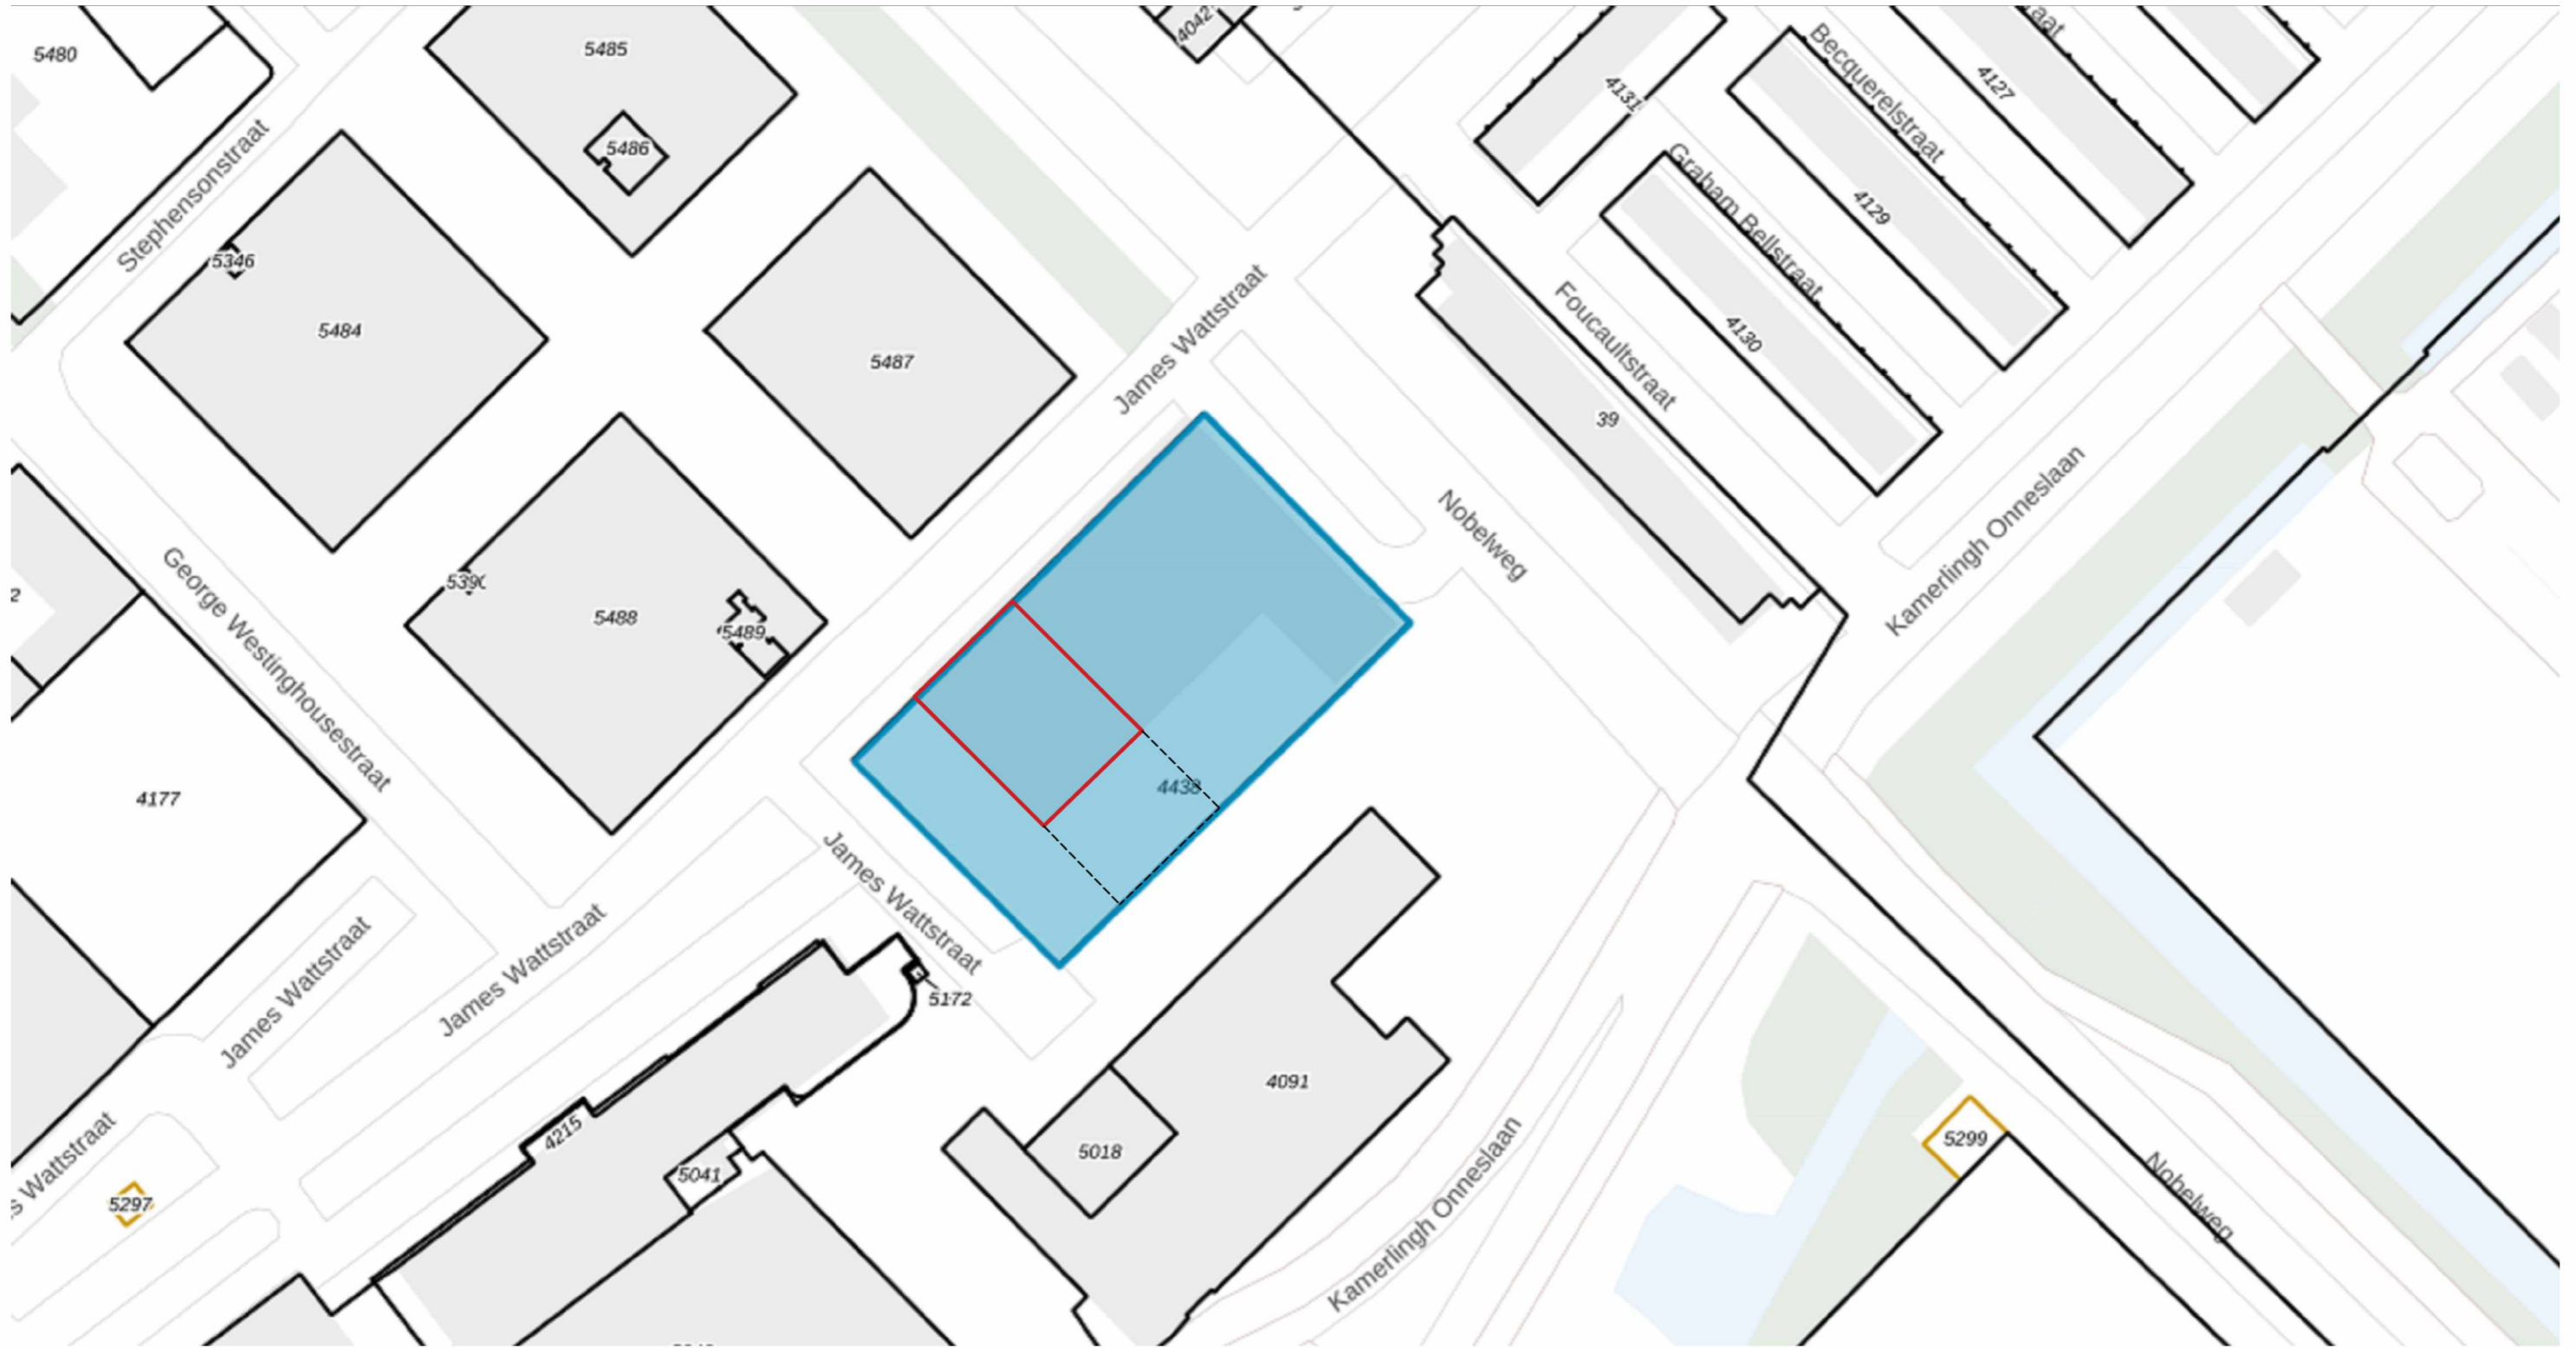 5480
5485
4042
Becquerelstraat
4127
4131
5486
Stephensonstraat
Graham Bellstraat
4129
5346
5484
5487
James Wattstraat
Foucaultstraat
4130
39
Nobelweg
Kamerlingh Onneslaan
George Westinghousestraat
5488
5489
4177
4438
James Wattstraat
James Wattstraat
James Wattstraat
5172
4091
4215
5018
5041
5299
5297
Wattstraat
Kamerlingh Onneslaan
Nobelweg